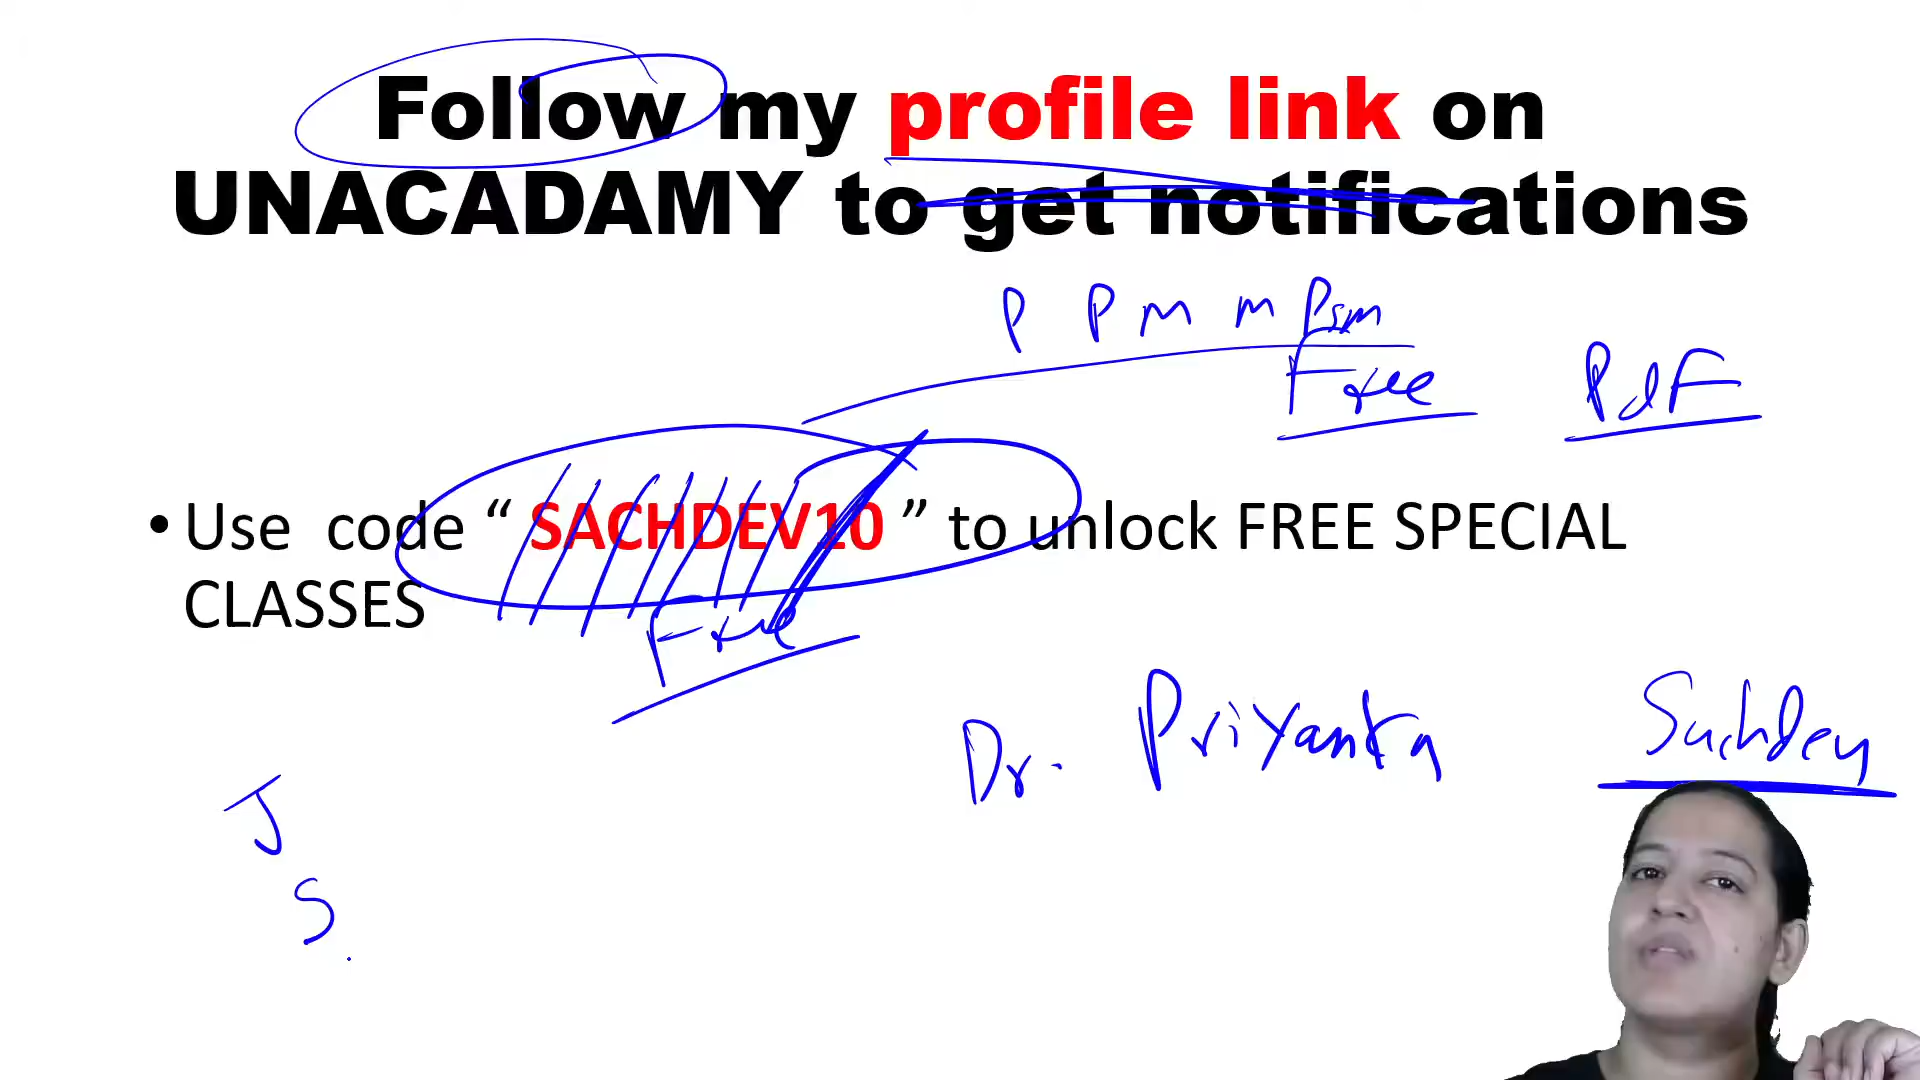 Follow my profile link on
UNACADAMY to get notifications
P P M M PSM
Free PdF
• Use code “ SACHDEV10 ” to unlock FREE SPECIAL
CLASSES
Free
Dr. Priyanka Sachdev
J
S